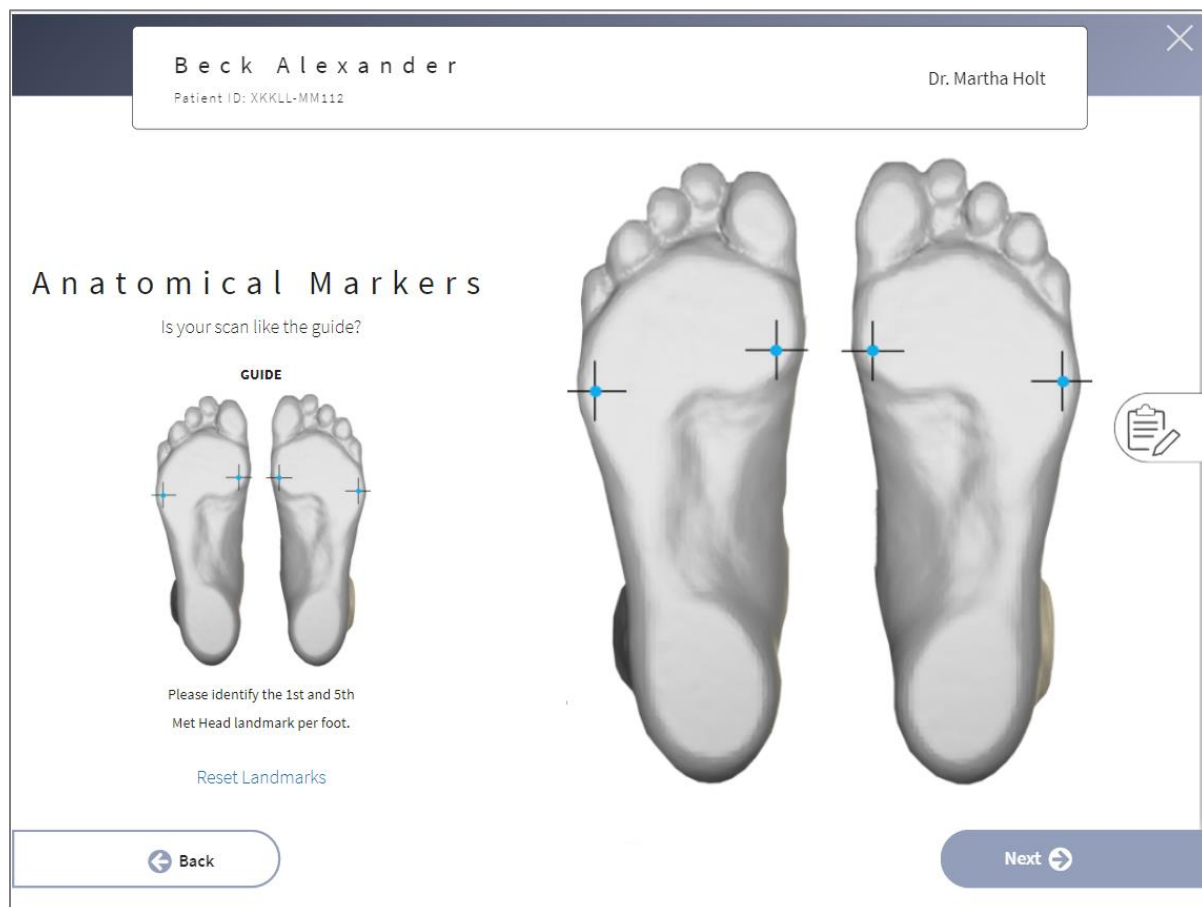 Beck Alexander
Patient ID: XKKLL-MM112
Dr. Martha Holt
Anatomical Markers
Is your scan like the guide?
GUIDE
Please identify the 1st and 5th
Met Head landmark per foot.
Reset Landmarks
Back
Next